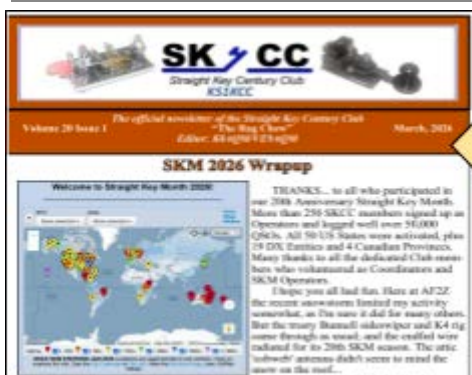 SKCC
Straight Key Century Club
KS1KCC
The official newsletter of the Straight Key Century Club
Volume 20 Issue 1 "The Rag Chew" March, 2026
Editor:
SKM 2026 Wrapup
Welcome to Straight Key Month 2026!
THANKS... to all who participated in
our 20th Anniversary Straight Key Month.
More than 250 SKCC members signed up as
Operators and logged well over 50,000
QSOs. All 50 US States were activated, plus
19 DX Entities and 4 Canadian Provinces.
Many thanks to all the dedicated Club mem-
bers who volunteered as Coordinators and
SKM Operators.
I hope you all had fun. Here at AF2Z
the recent snowstorm limited my activity
somewhat, as I'm sure it did for many others.
But the trusty Bunnell sideswiper and K4 rig
came through as usual; and the
radiated for its 20th SKM season. The attic
'cobweb' antenna didn't seem to mind the
snow on the roof...